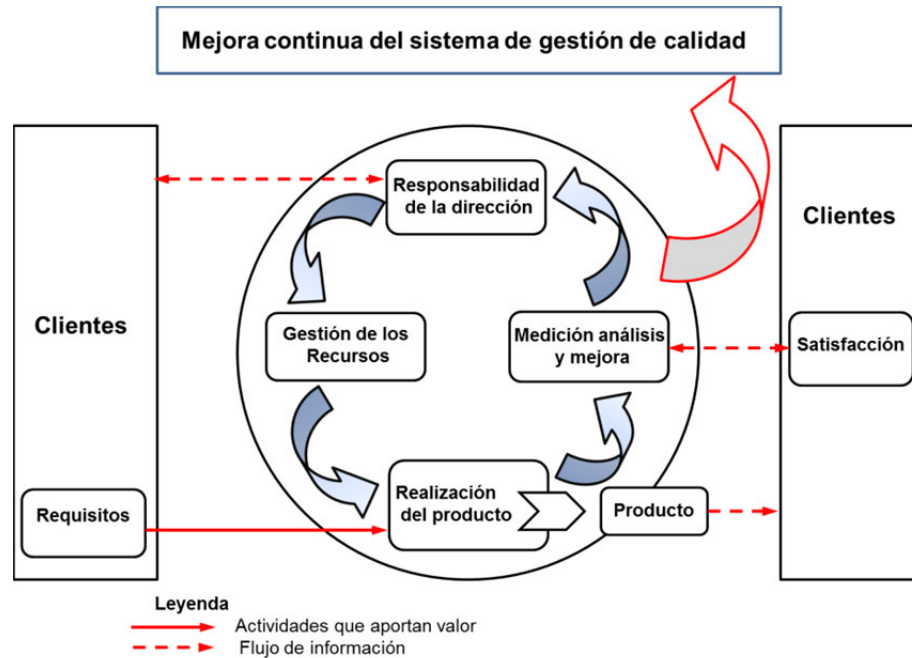 Mejora continua del sistema de gestión de calidad
Responsabilidad
de la dirección
Clientes
Clientes
Gestión de los
Recursos
Medición análisis
y mejora
Satisfacción
Requisitos
Realización
del producto
Producto
Leyenda
Actividades que aportan valor
Flujo de información